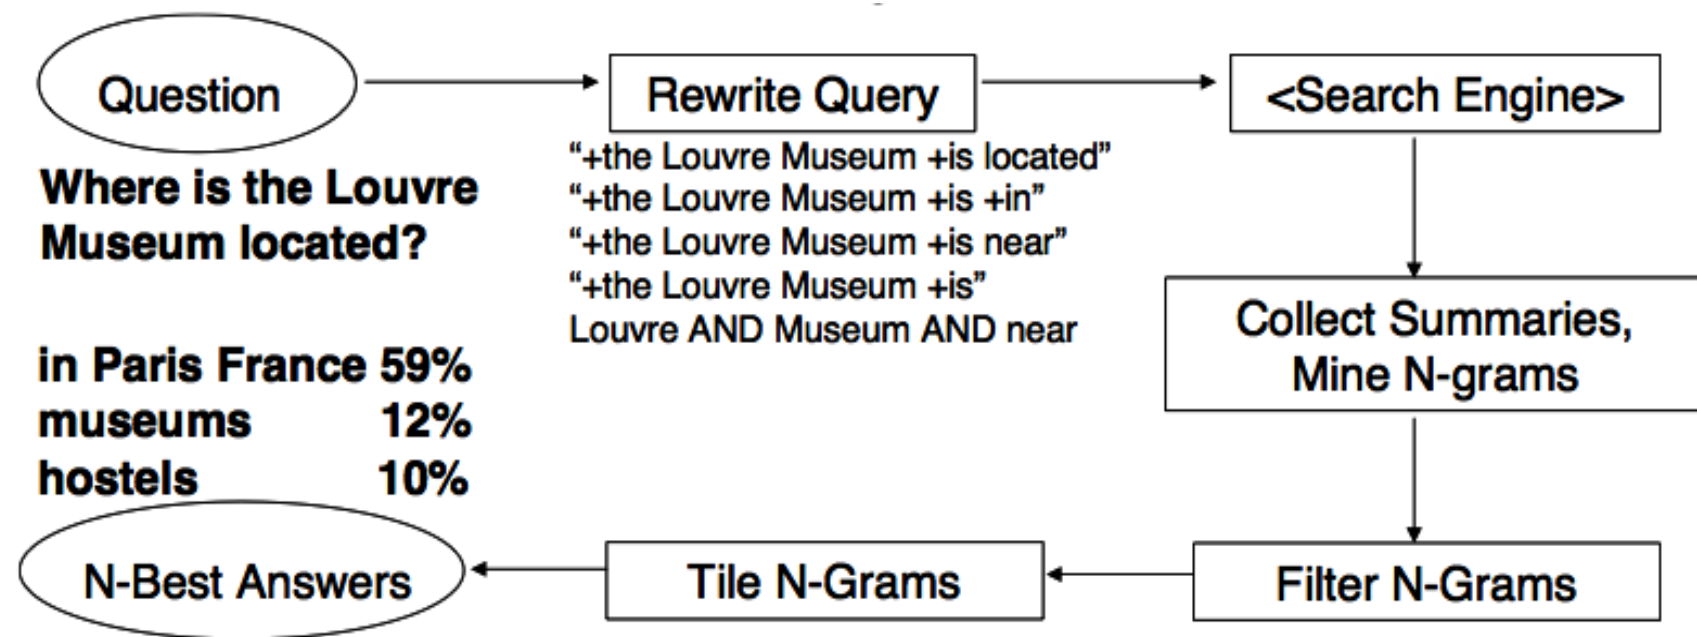 Question
Rewrite Query
<Search Engine>
Where is the Louvre
Museum located?
“+the Louvre Museum +is located”
“+the Louvre Museum +is +in”
“+the Louvre Museum +is near”
“+the Louvre Museum +is”
Louvre AND Museum AND near
Collect Summaries,
Mine N-grams
in Paris France 59%
museums 12%
hostels 10%
N-Best Answers
Tile N-Grams
Filter N-Grams